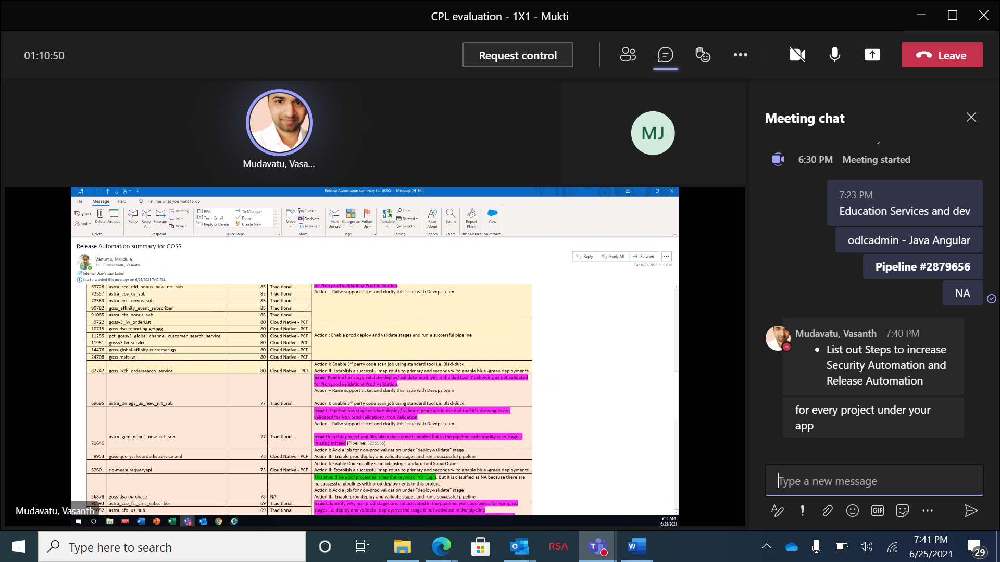 CPL evaluation - 1X1 - Mukti
01:10:50
Request control
Leave
Mudavatu, Vasa...
MJ
Meeting chat
6:30 PM Meeting started
7:23 PM
Education Services and dev
odlcadmin - Java Angular
Pipeline #2879656
NA
Mudavatu, Vasanth 7:40 PM
• List out Steps to increase
Security Automation and
Release Automation
for every project under your
app
Type a new message
GIF
Release Automation summary for GOSS - Message (HTML)
File Message Help Tell me what you want to do
Ignore
Junk
Delete
Archive
Reply
Reply All
Forward
Meeting
IM
More
RPA
Team Email
Reply & Delete
To Manager
Done
Create New
Move
Rules
OneNote
Actions
Mark Unread
Categorize
Follow Up
Translate
Find
Related
Select
Read Aloud
Zoom
Report Phish
View
Delete Respond Quick Steps Move Tags Editing Speech Zoom PhishAlarm® Salesforce
Release Automation summary for GOSS
Vanumu, Mrudula
To Mudavatu, Vasanth
Reply Reply All Forward
Tue 6/22/2021 3:19 PM
Internal Use\Visual Label
You forwarded this message on 6/23/2021 7:42 PM.
for Non prod validation/ Prod Validation.
Action – Raise support ticket and clarify this issue with Devops team
69726 astra_rce_rdd_nonus_new_nrt_sub 85 Traditional
72557 astra_cce_us_sub 85 Traditional
72569 astra_cce_nonus_sub 85 Traditional
90782 goss_affinity_event_subscriber 85 Traditional
91065 astra_cfo_nonus_sub 85 Traditional
9722 gossv3_lw_orderList 80 Cloud Native - PCF
10715 goss-dsa-reporting-getagg 80 Cloud Native - PCF
11255 pcf_gossv3_global_channel_customer_search_service 80 Cloud Native - PCF
11951 gossv3-ivr-service 80 Cloud Native - PCF
14476 goss-global-affinity-customer-gp 80 Cloud Native - PCF
24708 goss-msft-lw 80 Cloud Native - PCF
Action : Enable prod deploy and validate stages and run a successful pipeline
82747 goss_b2b_ordersearch_service 80 Cloud Native – PCF
Action I: Enable 3rd party code scan job using standard tool i.e. Blackduck
Action II: Establish a successful map route to primary and secondary to enable blue -green deployments
69695 astra_omega_us_new_nrt_sub 77 Traditional
Issue- Pipeline has stage validate-deploy/ validate-prod; yet in the dad tool it's showing as not validated
for Non prod validation/ Prod Validation.
Action – Raise support ticket and clarify this issue with Devops team
Action I: Enable 3rd party code scan job using standard tool i.e. Blackduck
71646 astra_gcm_nonus_new_nrt_sub 77 Traditional
Issue I- Pipeline has stage validate-deploy/ validate-prod; yet in the dad tool it's showing as not
validated for Non prod validation/ Prod Validation.
Action – Raise support ticket and clarify this issue with Devops team.
Issue II: In this project yml file, black duck code is hidden but in the pipeline code quality scan stage is
missing instead (Pipeline: 5235985)
9953 goss-querysalesorderlistservice-xml 73 Cloud Native - PCF
Action I: Add a job for non-prod validation under "deploy-validate" stage
Action II: Enable prod deploy and validate stages and run a successful pipeline
62601 dq-measurequeryapi 73 Cloud Native - PCF
Action I: Enable Code quality scan job using standard tool SonarQube
Action II: Establish a successful map route to primary and secondary to enable blue -green deployments
56878 goss-dsa-purchase 73 NA
This should be a pcf project as it has the keyword ~CF Login. But it is classified as NA because there are
no successful pipelines with prod deployments in this project
Action I: Add a job for non-prod validation under "deploy-validate" stage
Action II: Enable prod deploy and validate stages and run a successful pipeline
90593 astra_cce_fsl_cms_subscriber 69 Traditional
astra_cfo_us_sub 69 Traditional
Issue I: Identify why non prod stages are not activated in the pipeline, yml code exists for non-prod
stages i.e. deploy and validate- deploy; yet the stage is not activated in the pipeline
Mudavatu, Vasanth
9:11 AM
6/25/2021
Type here to search
RSA
7:41 PM
6/25/2021
29